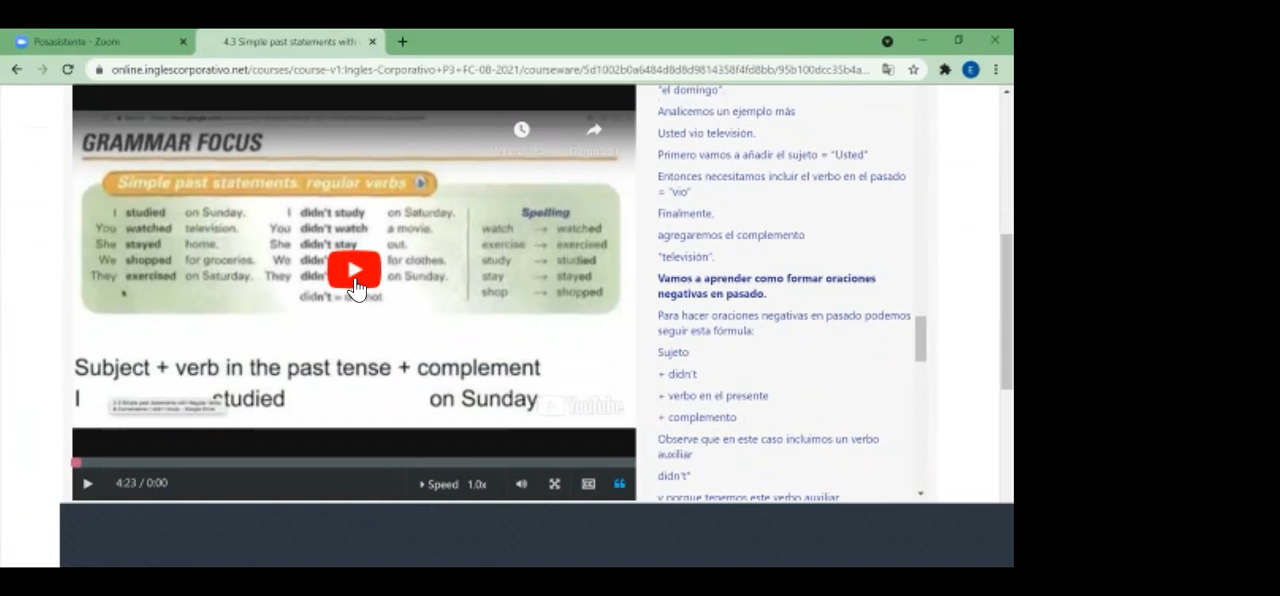 Posasistente - Zoom
4.3 Simple past statements with
online.inglescorporativo.net/courses/course-v1:Ingles-Corporativo+P3+FC-08-2021/courseware/
E
GRAMMAR FOCUS
Simple past statements: regular verbs
I studied on Sunday. I didn't study on Saturday. Spelling
You watched television. You didn't watch a movie. watch → watched
She stayed home. She didn't stay out. exercise → exercised
We shopped for groceries. We for clothes. study → studied
They exercised on Saturday. They on Sunday. stay → stayed
didn't = not shop → shopped
Subject + verb in the past tense + complement
I studied on Sunday
YouTube
4:23 / 0:00
Speed 1.0x
"el domingo".
Analicemos un ejemplo más
Usted vio televisión.
Primero vamos a añadir el sujeto = "Usted"
Entonces necesitamos incluir el verbo en el pasado
= "vio"
Finalmente,
agregaremos el complemento
"televisión".
Vamos a aprender como formar oraciones
negativas en pasado.
Para hacer oraciones negativas en pasado podemos
seguir esta fórmula:
Sujeto
+ didn't
+ verbo en el presente
+ complemento
Observe que en este caso incluimos un verbo
auxiliar
didn't"
y porque tenemos este verbo auxiliar